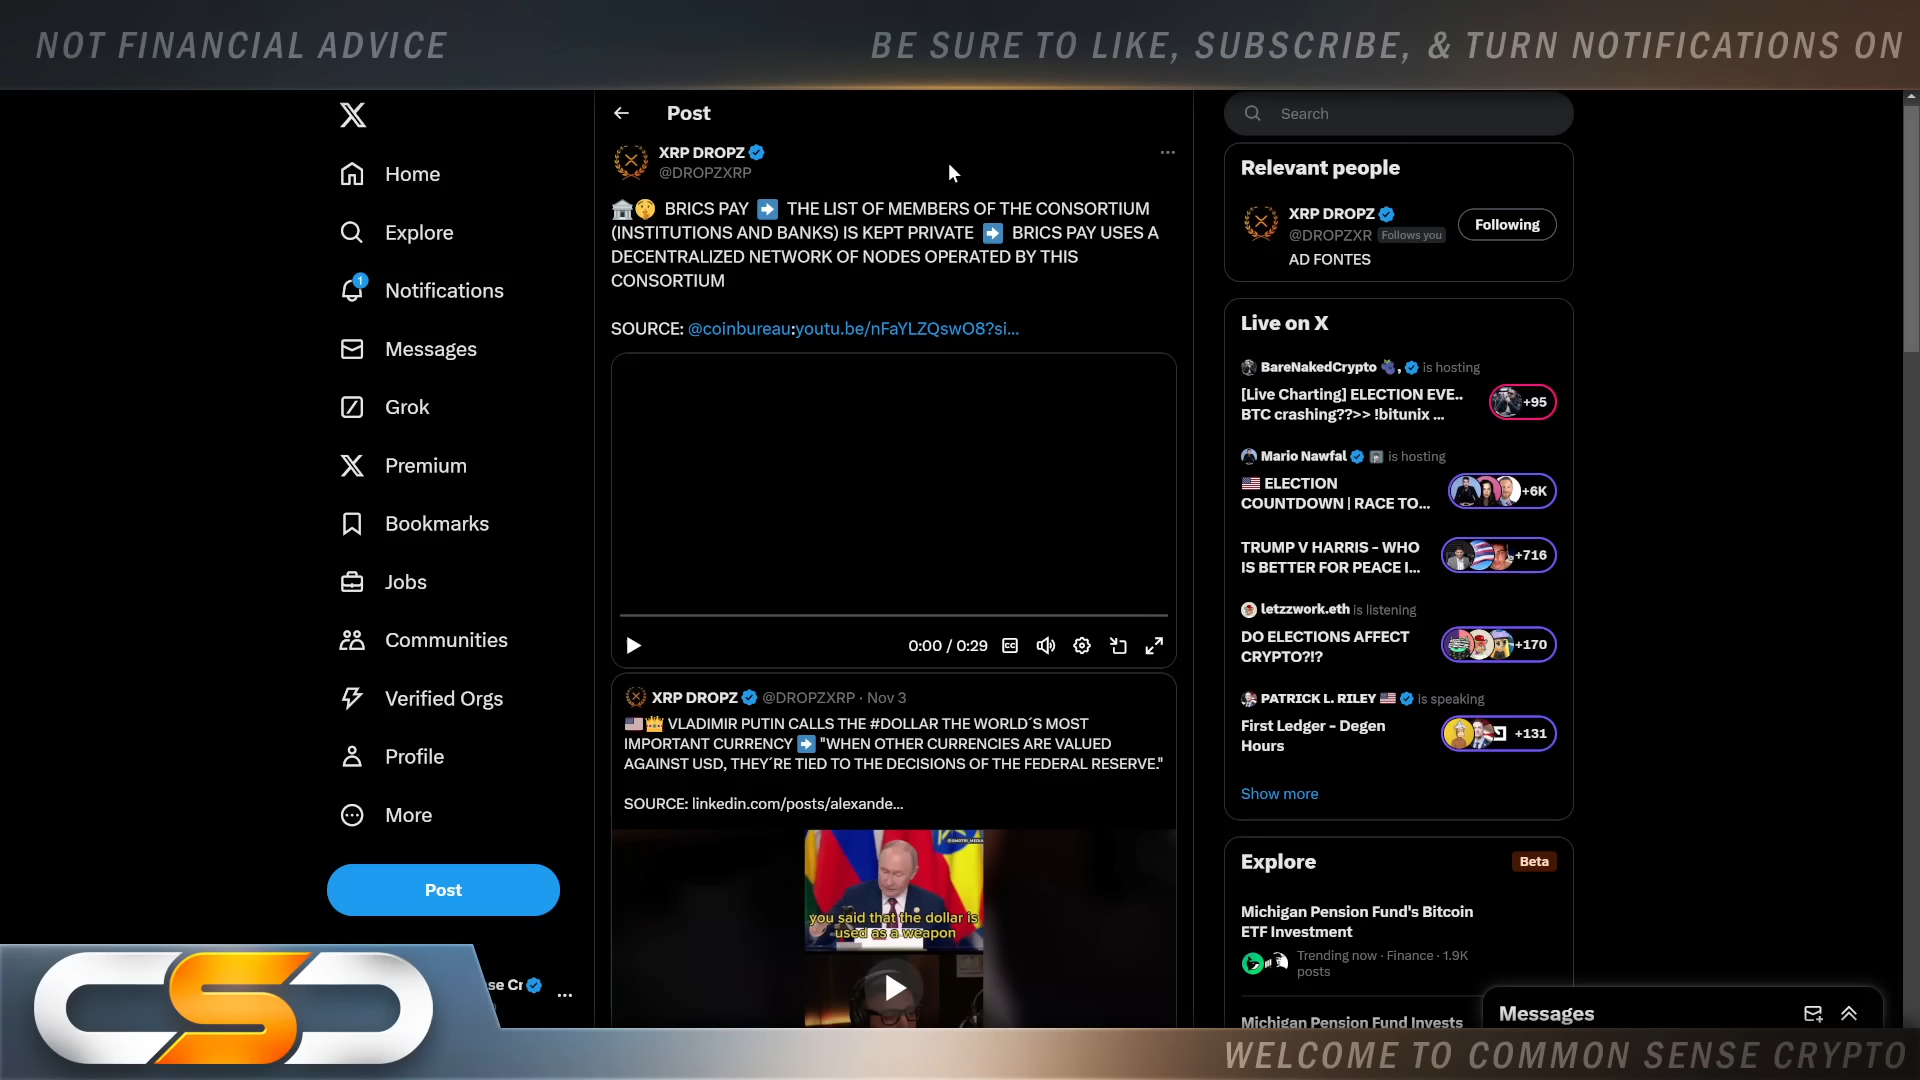 NOT FINANCIAL ADVICE
BE SURE TO LIKE, SUBSCRIBE, & TURN NOTIFICATIONS ON
Home
Explore
1
Notifications
Messages
Grok
Premium
Bookmarks
Jobs
Communities
Verified Orgs
Profile
More
Post
se Cr
Post
XRP DROPZ
@DROPZXRP
BRICS PAY ➡ THE LIST OF MEMBERS OF THE CONSORTIUM
(INSTITUTIONS AND BANKS) IS KEPT PRIVATE ➡ BRICS PAY USES A
DECENTRALIZED NETWORK OF NODES OPERATED BY THIS
CONSORTIUM
SOURCE: @coinbureau:youtu.be/nFaYLZQswO8?si...
0:00 / 0:29
CC
XRP DROPZ @DROPZXRP · Nov 3
VLADIMIR PUTIN CALLS THE #DOLLAR THE WORLD´S MOST
IMPORTANT CURRENCY ➡ "WHEN OTHER CURRENCIES ARE VALUED
AGAINST USD, THEY´RE TIED TO THE DECISIONS OF THE FEDERAL RESERVE."
SOURCE: linkedin.com/posts/alexande...
you said that the dollar is
used as a weapon
Search
Relevant people
XRP DROPZ
@DROPZXR Follows you
Following
AD FONTES
Live on X
BareNakedCrypto , is hosting
[Live Charting] ELECTION EVE..
BTC crashing??>> !bitunix ...
+95
Mario Nawfal is hosting
ELECTION
COUNTDOWN | RACE TO...
+6K
TRUMP V HARRIS – WHO
IS BETTER FOR PEACE I...
+716
letzzwork.eth is listening
DO ELECTIONS AFFECT
CRYPTO?!?
+170
PATRICK L. RILEY is speaking
First Ledger – Degen
Hours
+131
Show more
Explore
Beta
Michigan Pension Fund's Bitcoin
ETF Investment
Trending now · Finance · 1.9K
posts
Michigan Pension Fund Invests
Messages
CSC
WELCOME TO COMMON SENSE CRYPTO